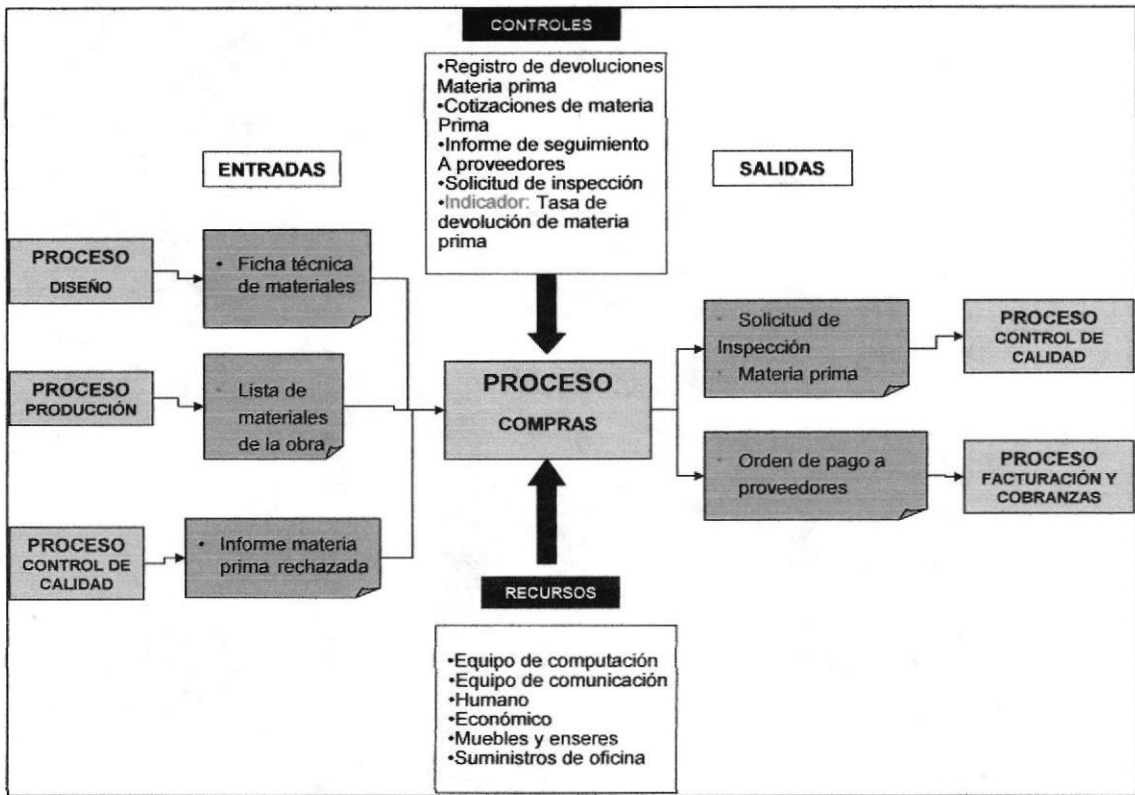 CONTROLES
•Registro de devoluciones
Materia prima
•Cotizaciones de materia
Prima
•Informe de seguimiento
A proveedores
•Solicitud de inspección
•Indicador: Tasa de
devolución de materia
prima
ENTRADAS
SALIDAS
PROCESO
DISEÑO
• Ficha técnica
de materiales
PROCESO
PRODUCCIÓN
• Lista de
materiales
de la obra
PROCESO
CONTROL DE
CALIDAD
• Informe materia
prima rechazada
PROCESO
COMPRAS
• Solicitud de
Inspección
• Materia prima
PROCESO
CONTROL DE
CALIDAD
• Orden de pago a
proveedores
PROCESO
FACTURACIÓN Y
COBRANZAS
RECURSOS
•Equipo de computación
•Equipo de comunicación
•Humano
•Económico
•Muebles y enseres
•Suministros de oficina